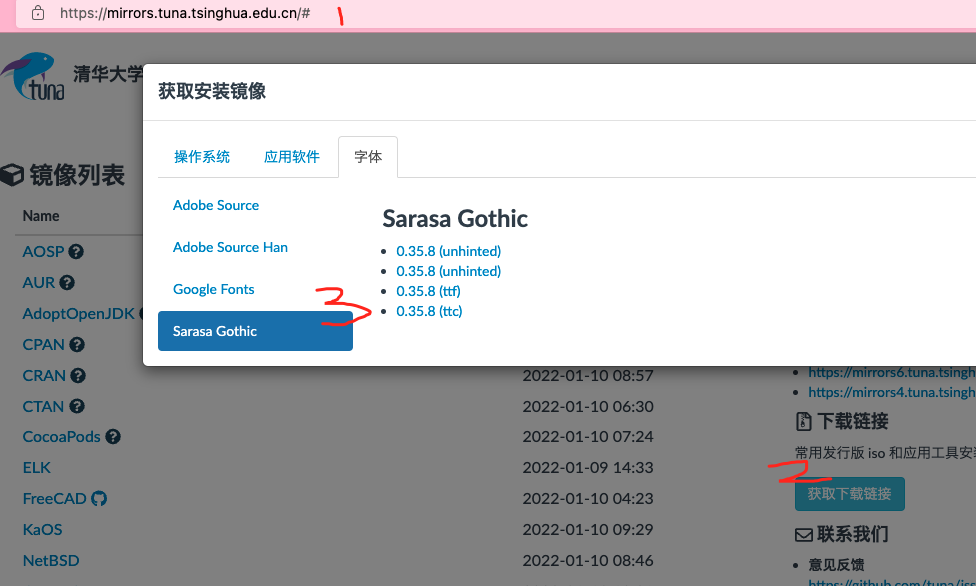 https://mirrors.tuna.tsinghua.edu.cn/#
1
tuna
清华大学
获取安装镜像
操作系统
应用软件
字体
Adobe Source
Adobe Source Han
Google Fonts
Sarasa Gothic
3
Sarasa Gothic
0.35.8 (unhinted)
0.35.8 (unhinted)
0.35.8 (ttf)
0.35.8 (ttc)
镜像列表
Name
AOSP
AUR
AdoptOpenJDK
CPAN
CRAN 2022-01-10 08:57
CTAN 2022-01-10 06:30
CocoaPods 2022-01-10 07:24
ELK 2022-01-09 14:33
FreeCAD 2022-01-10 04:23
KaOS 2022-01-10 09:29
NetBSD 2022-01-10 08:46
https://mirrors6.tuna.tsingh
https://mirrors4.tuna.tsingh
下载链接
常用发行版 iso 和应用工具安
2
获取下载链接
联系我们
意见反馈
https://github.com/tuna/iss